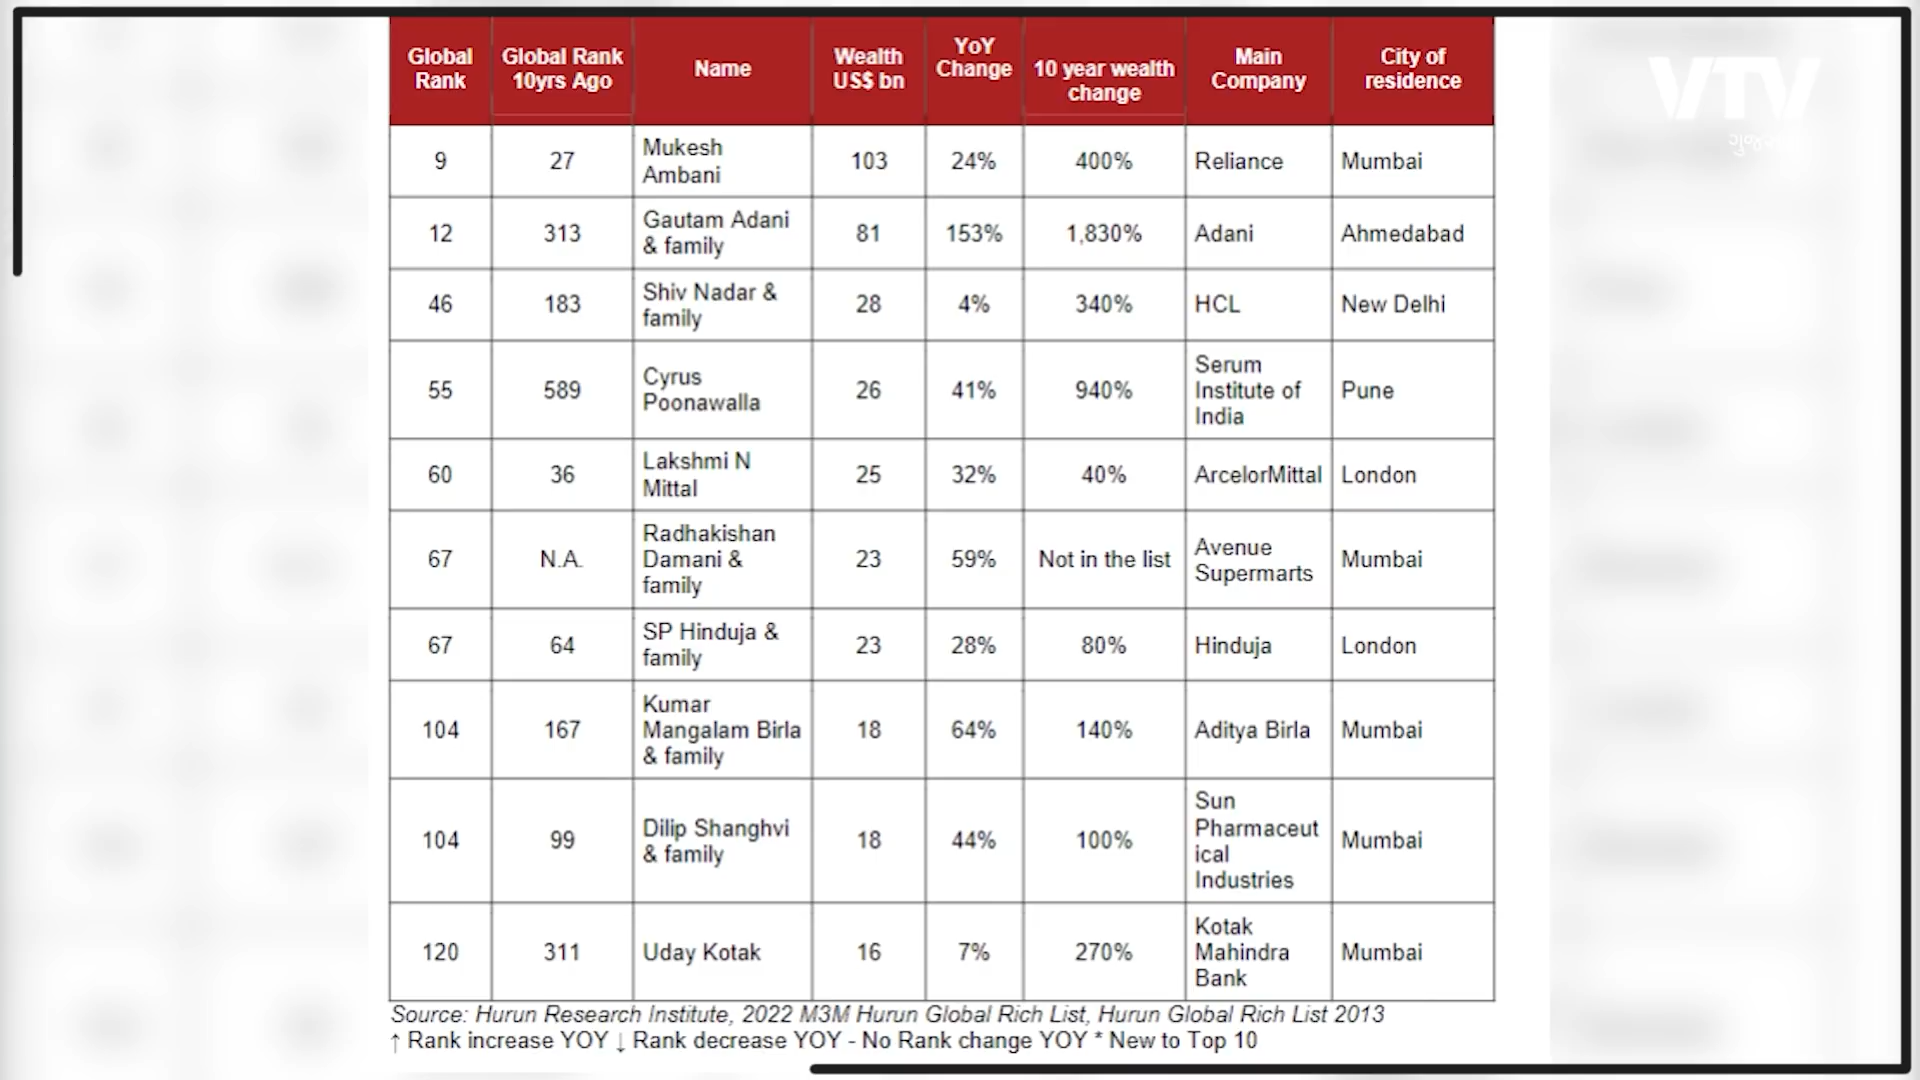 Global Rank | Global Rank 10yrs Ago | Name | Wealth US$ bn | YoY Change | 10 year wealth change | Main Company | City of residence
9 | 27 | Mukesh Ambani | 103 | 24% | 400% | Reliance | Mumbai
12 | 313 | Gautam Adani & family | 81 | 153% | 1,830% | Adani | Ahmedabad
46 | 183 | Shiv Nadar & family | 28 | 4% | 340% | HCL | New Delhi
55 | 589 | Cyrus Poonawalla | 26 | 41% | 940% | Serum Institute of India | Pune
60 | 36 | Lakshmi N Mittal | 25 | 32% | 40% | ArcelorMittal | London
67 | N.A. | Radhakishan Damani & family | 23 | 59% | Not in the list | Avenue Supermarts | Mumbai
67 | 64 | SP Hinduja & family | 23 | 28% | 80% | Hinduja | London
104 | 167 | Kumar Mangalam Birla & family | 18 | 64% | 140% | Aditya Birla | Mumbai
104 | 99 | Dilip Shanghvi & family | 18 | 44% | 100% | Sun Pharmaceutical Industries | Mumbai
120 | 311 | Uday Kotak | 16 | 7% | 270% | Kotak Mahindra Bank | Mumbai
Source: Hurun Research Institute, 2022 M3M Hurun Global Rich List, Hurun Global Rich List 2013
↑ Rank increase YOY ↓ Rank decrease YOY - No Rank change YOY * New to Top 10
VTV